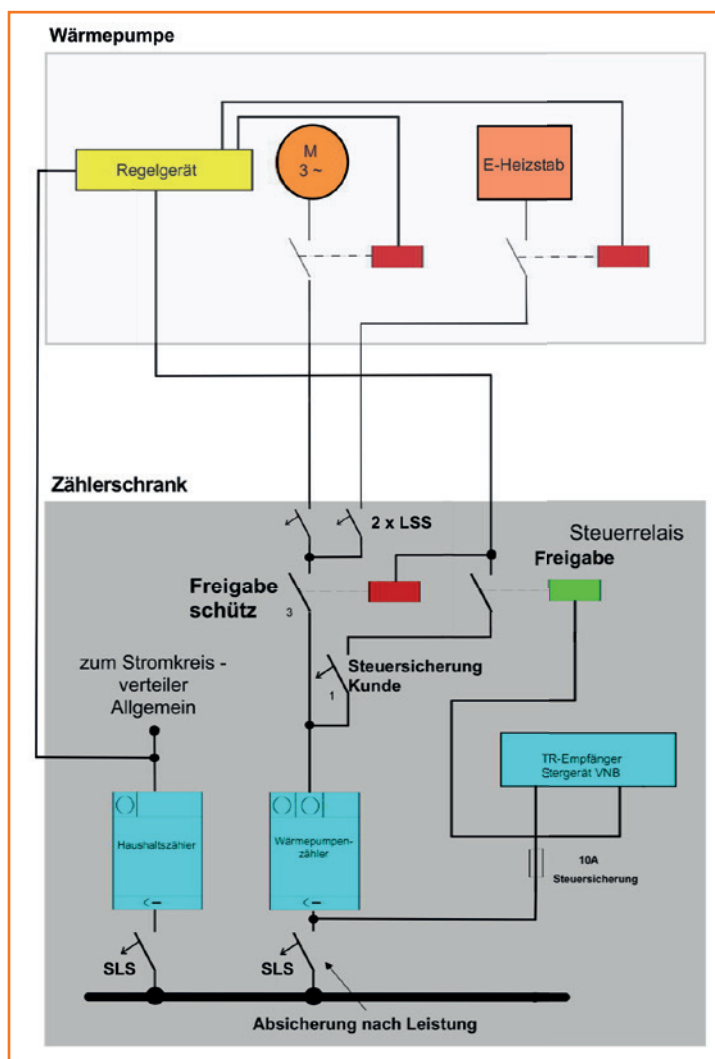 Wärmepumpe
Regelgerät
M
3 ~
E-Heizstab
Zählerschrank
2 x LSS
Steuerrelais
Freigabe
Freigabe
schütz
3
Steuersicherung
Kunde
1
zum Stromkreis -
verteiler
Allgemein
TR-Empfänger
Stergerät VNB
Haushaltszähler
Wärmepumpen-
zähler
10A
Steuersicherung
SLS
SLS
Absicherung nach Leistung